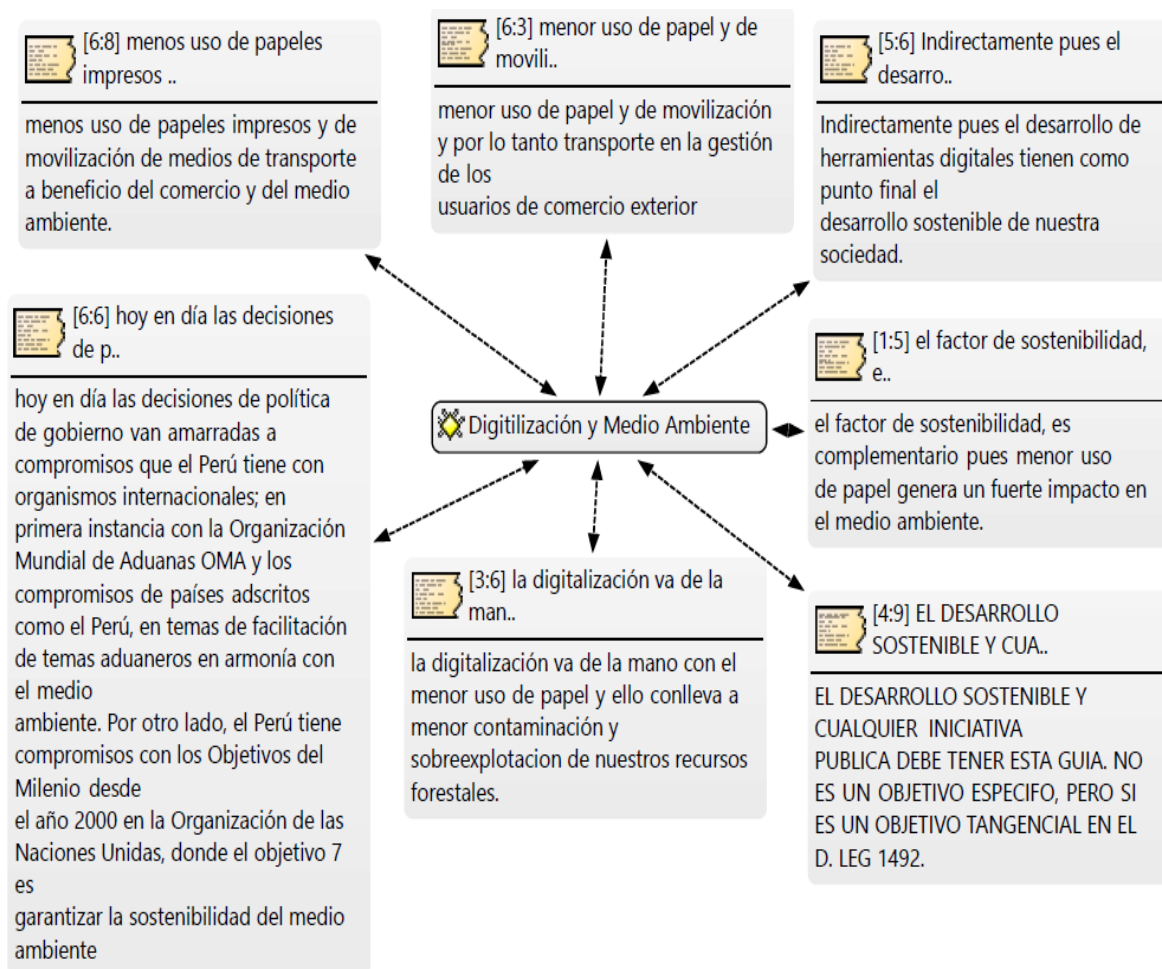 [6:8] menos uso de papeles
impresos ..
menos uso de papeles impresos y de
movilización de medios de transporte
a beneficio del comercio y del medio
ambiente.
[6:3] menor uso de papel y de
movili..
menor uso de papel y de movilización
y por lo tanto transporte en la gestión
de los
usuarios de comercio exterior
[5:6] Indirectamente pues el
desarro..
Indirectamente pues el desarrollo de
herramientas digitales tienen como
punto final el
desarrollo sostenible de nuestra
sociedad.
[6:6] hoy en día las decisiones
de p..
hoy en día las decisiones de política
de gobierno van amarradas a
compromisos que el Perú tiene con
organismos internacionales; en
primera instancia con la Organización
Mundial de Aduanas OMA y los
compromisos de países adscritos
como el Perú, en temas de facilitación
de temas aduaneros en armonía con
el medio
ambiente. Por otro lado, el Perú tiene
compromisos con los Objetivos del
Milenio desde
el año 2000 en la Organización de las
Naciones Unidas, donde el objetivo 7
es
garantizar la sostenibilidad del medio
ambiente
Digitilización y Medio Ambiente
[1:5] el factor de sostenibilidad,
e..
el factor de sostenibilidad, es
complementario pues menor uso
de papel genera un fuerte impacto en
el medio ambiente.
[3:6] la digitalización va de la
man..
la digitalización va de la mano con el
menor uso de papel y ello conlleva a
menor contaminación y
sobreexplotacion de nuestros recursos
forestales.
[4:9] EL DESARROLLO
SOSTENIBLE Y CUA..
EL DESARROLLO SOSTENIBLE Y
CUALQUIER INICIATIVA
PUBLICA DEBE TENER ESTA GUIA. NO
ES UN OBJETIVO ESPECIFO, PERO SI
ES UN OBJETIVO TANGENCIAL EN EL
D. LEG 1492.